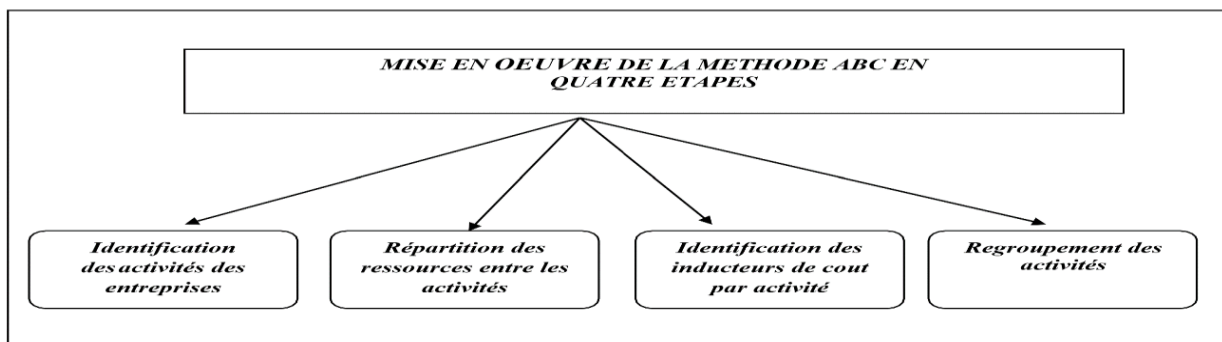 MISE EN OEUVRE DE LA METHODE ABC EN
QUATRE ETAPES
Identification
des activités des
entreprises
Répartition des
ressources entre les
activités
Identification des
inducteurs de cout
par activité
Regroupement des
activités